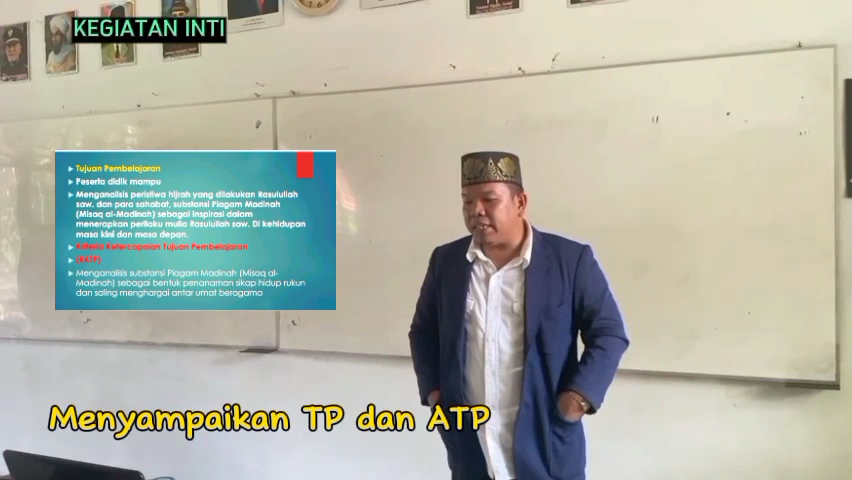 KEGIATAN INTI
Tujuan Pembelajaran
Peserta didik mampu
Menganalisis peristiwa hijrah yang dilakukan Rasulullah
saw. dan para sahabat, substansi Piagam Madinah
(Misaq al-Madinah) sebagai inspirasi dalam
menerapkan perilaku mulia Rasulullah saw. Di kehidupan
masa kini dan masa depan.
Kriteria Ketercapaian Tujuan Pembelajaran
(KKTP)
Menganalisis substansi Piagam Madinah (Misaq al-
Madinah) sebagai bentuk penanaman sikap hidup rukun
dan saling menghargai antar umat beragama
Menyampaikan TP dan ATP